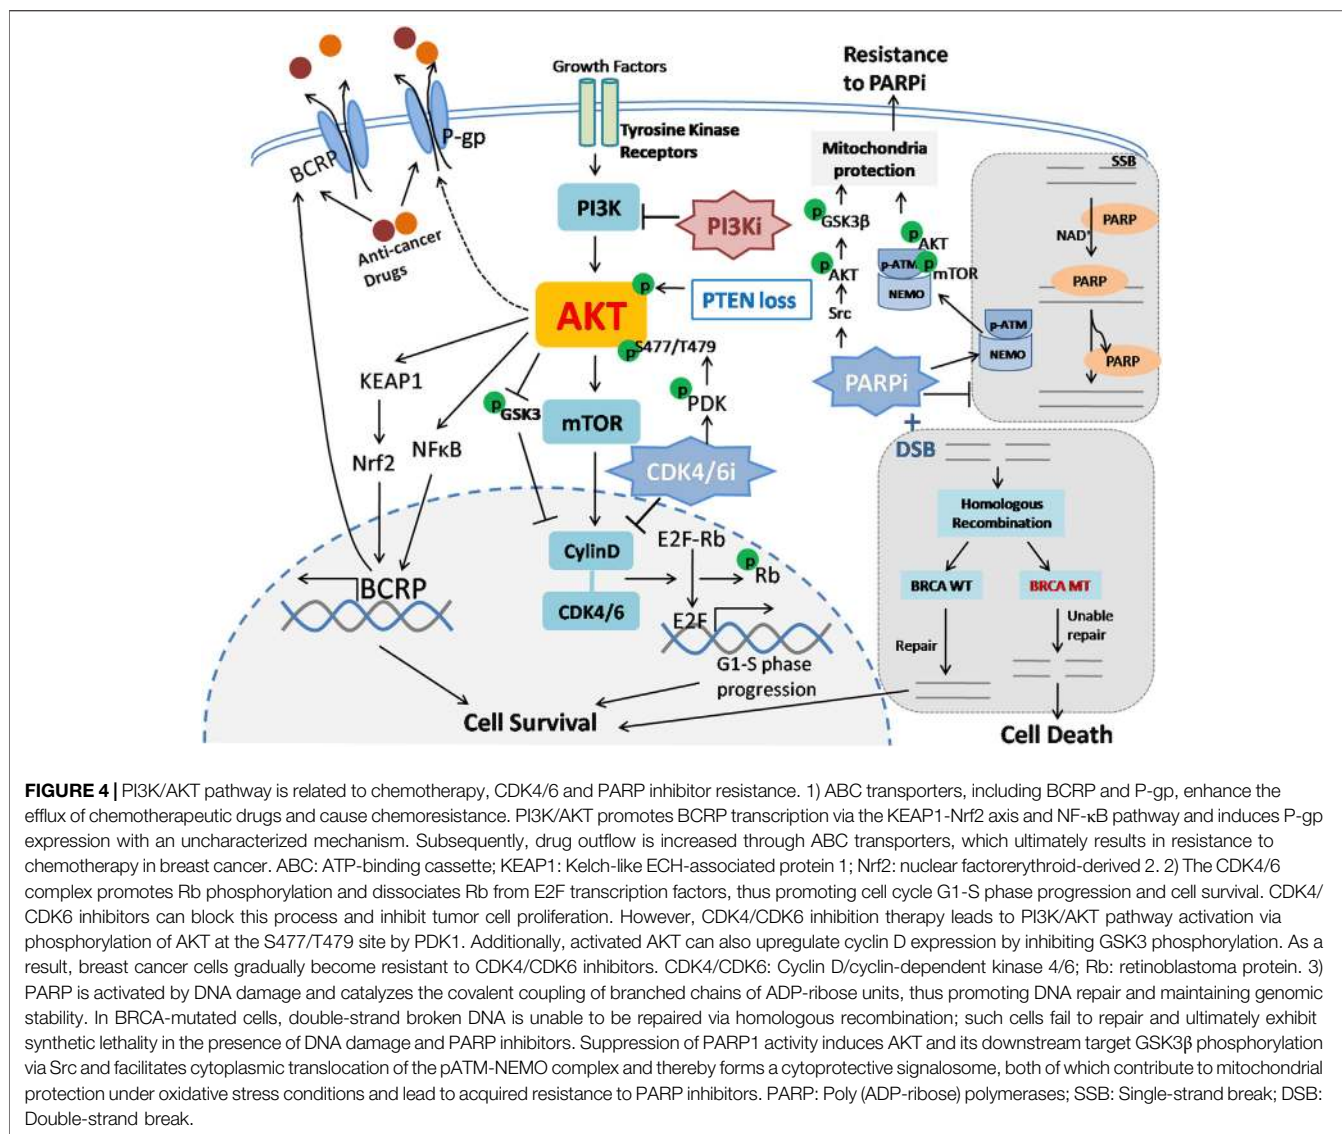 Resistance
to PARPi
Growth Factors
P-gp
BCRP
Tyrosine Kinase
Receptors
Mitochondria
protection
SSB
PARP
NAD⁺
PI3K
PI3Ki
p
GSK3β
p
AKT
p-ATM
p
mTOR
NEMO
Anti-cancer
Drugs
p
AKT
Src
PARP
AKT
p
PTEN loss
p
S477/T479
p-ATM
NEMO
PARP
PARPi
KEAP1
p
GSK3
p
PDK
mTOR
+
DSB
Nrf2
NFκB
CDK4/6i
Homologous
Recombination
CylinD
E2F-Rb
p
Rb
BCRP
CDK4/6
E2F
BRCA WT
BRCA MT
Repair
Unable
repair
G1-S phase
progression
Cell Survival
Cell Death
FIGURE 4 | PI3K/AKT pathway is related to chemotherapy, CDK4/6 and PARP inhibitor resistance. 1) ABC transporters, including BCRP and P-gp, enhance the
efflux of chemotherapeutic drugs and cause chemoresistance. PI3K/AKT promotes BCRP transcription via the KEAP1-Nrf2 axis and NF-κB pathway and induces P-gp
expression with an uncharacterized mechanism. Subsequently, drug outflow is increased through ABC transporters, which ultimately results in resistance to
chemotherapy in breast cancer. ABC: ATP-binding cassette; KEAP1: Kelch-like ECH-associated protein 1; Nrf2: nuclear factorerythroid-derived 2. 2) The CDK4/6
complex promotes Rb phosphorylation and dissociates Rb from E2F transcription factors, thus promoting cell cycle G1-S phase progression and cell survival. CDK4/
CDK6 inhibitors can block this process and inhibit tumor cell proliferation. However, CDK4/CDK6 inhibition therapy leads to PI3K/AKT pathway activation via
phosphorylation of AKT at the S477/T479 site by PDK1. Additionally, activated AKT can also upregulate cyclin D expression by inhibiting GSK3 phosphorylation. As a
result, breast cancer cells gradually become resistant to CDK4/CDK6 inhibitors. CDK4/CDK6: Cyclin D/cyclin-dependent kinase 4/6; Rb: retinoblastoma protein. 3)
PARP is activated by DNA damage and catalyzes the covalent coupling of branched chains of ADP-ribose units, thus promoting DNA repair and maintaining genomic
stability. In BRCA-mutated cells, double-strand broken DNA is unable to be repaired via homologous recombination; such cells fail to repair and ultimately exhibit
synthetic lethality in the presence of DNA damage and PARP inhibitors. Suppression of PARP1 activity induces AKT and its downstream target GSK3β phosphorylation
via Src and facilitates cytoplasmic translocation of the pATM-NEMO complex and thereby forms a cytoprotective signalosome, both of which contribute to mitochondrial
protection under oxidative stress conditions and lead to acquired resistance to PARP inhibitors. PARP: Poly (ADP-ribose) polymerases; SSB: Single-strand break; DSB:
Double-strand break.